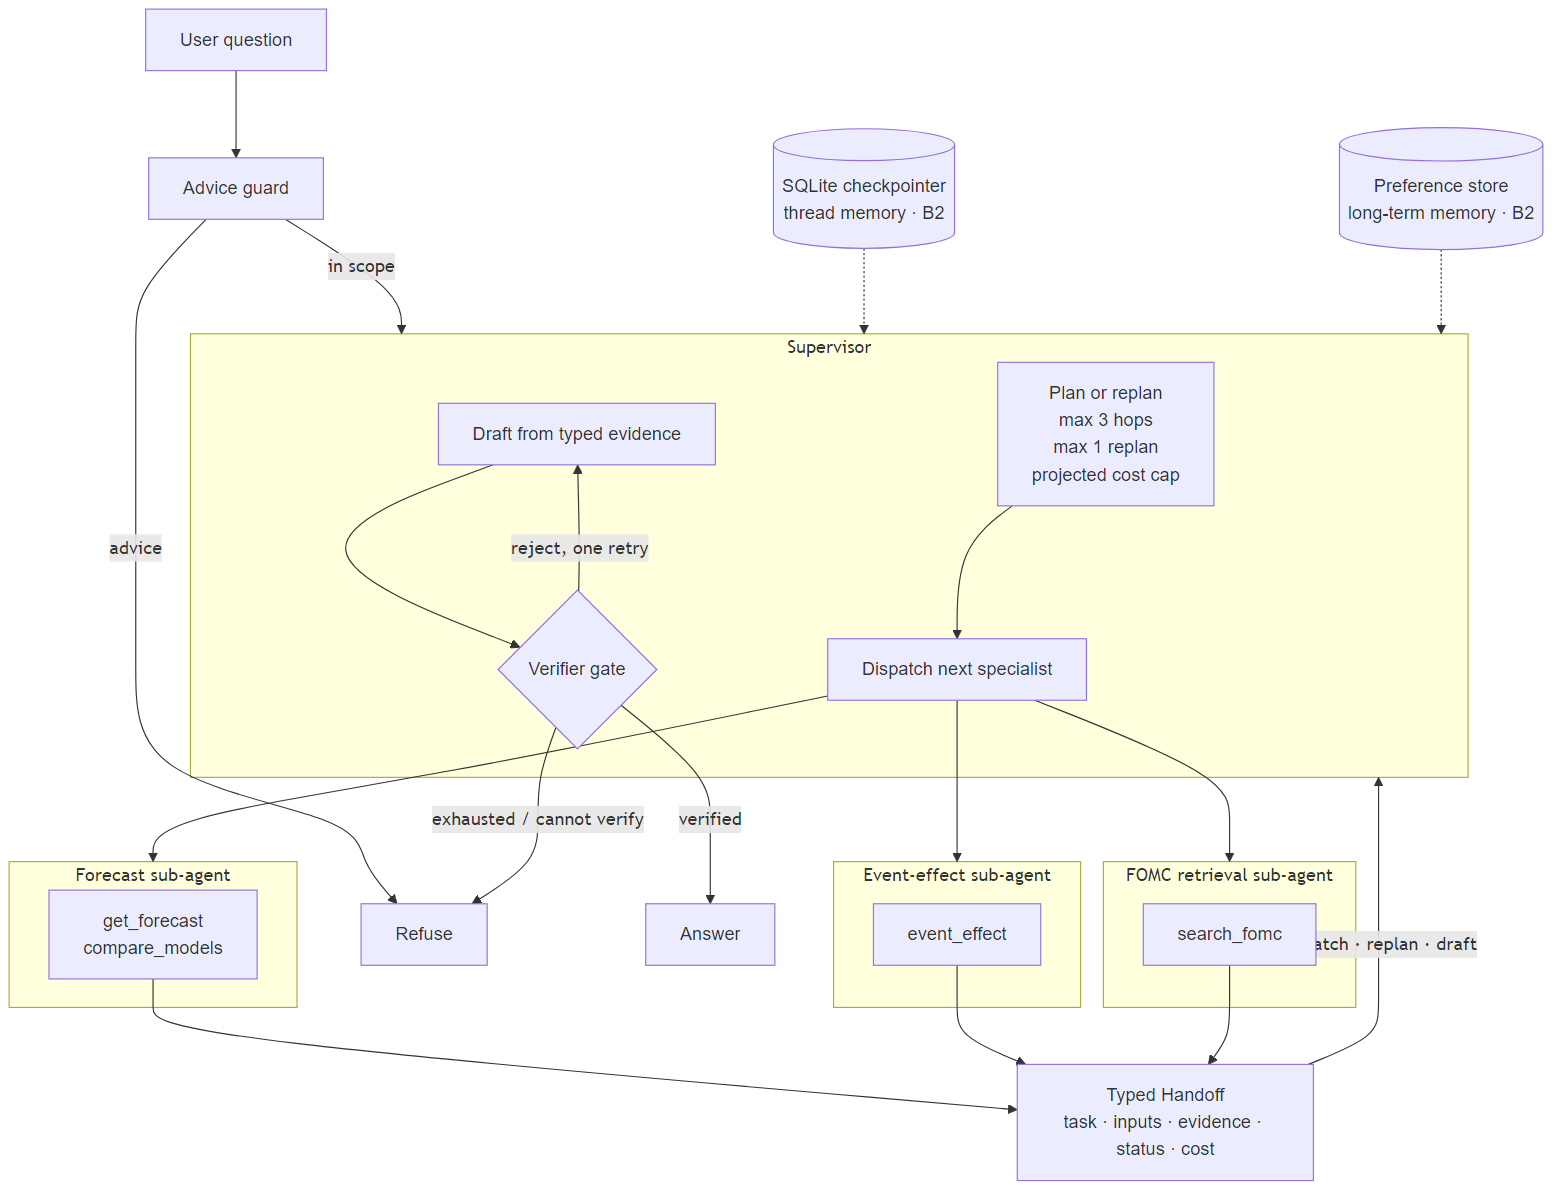 User question
Advice guard
SQLite checkpointer
thread memory · B2
Preference store
long-term memory · B2
in scope
Supervisor
Plan or replan
max 3 hops
max 1 replan
projected cost cap
Draft from typed evidence
advice
reject, one retry
Verifier gate
Dispatch next specialist
exhausted / cannot verify
verified
Forecast sub-agent
get_forecast
compare_models
Refuse
Answer
Event-effect sub-agent
event_effect
FOMC retrieval sub-agent
search_fomc
· replan · draft
Typed Handoff
task · inputs · evidence ·
status · cost